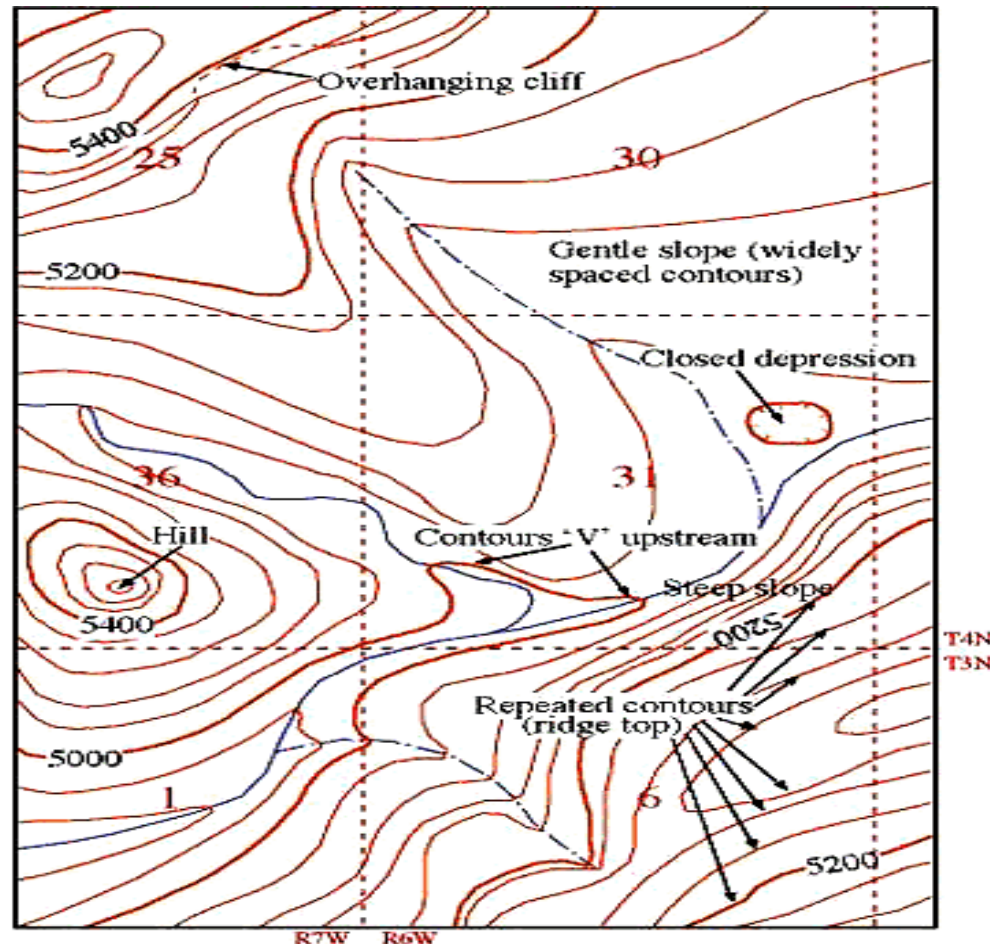 Overhanging cliff
5400
25
30
Gentle slope (widely
spaced contours)
5200
Closed depression
36
31
Hill
Contours "V" upstream
Steep slope
5400
5200
T4N
T3N
Repeated contours
(ridge top)
5000
1
6
5200
R7W R6W